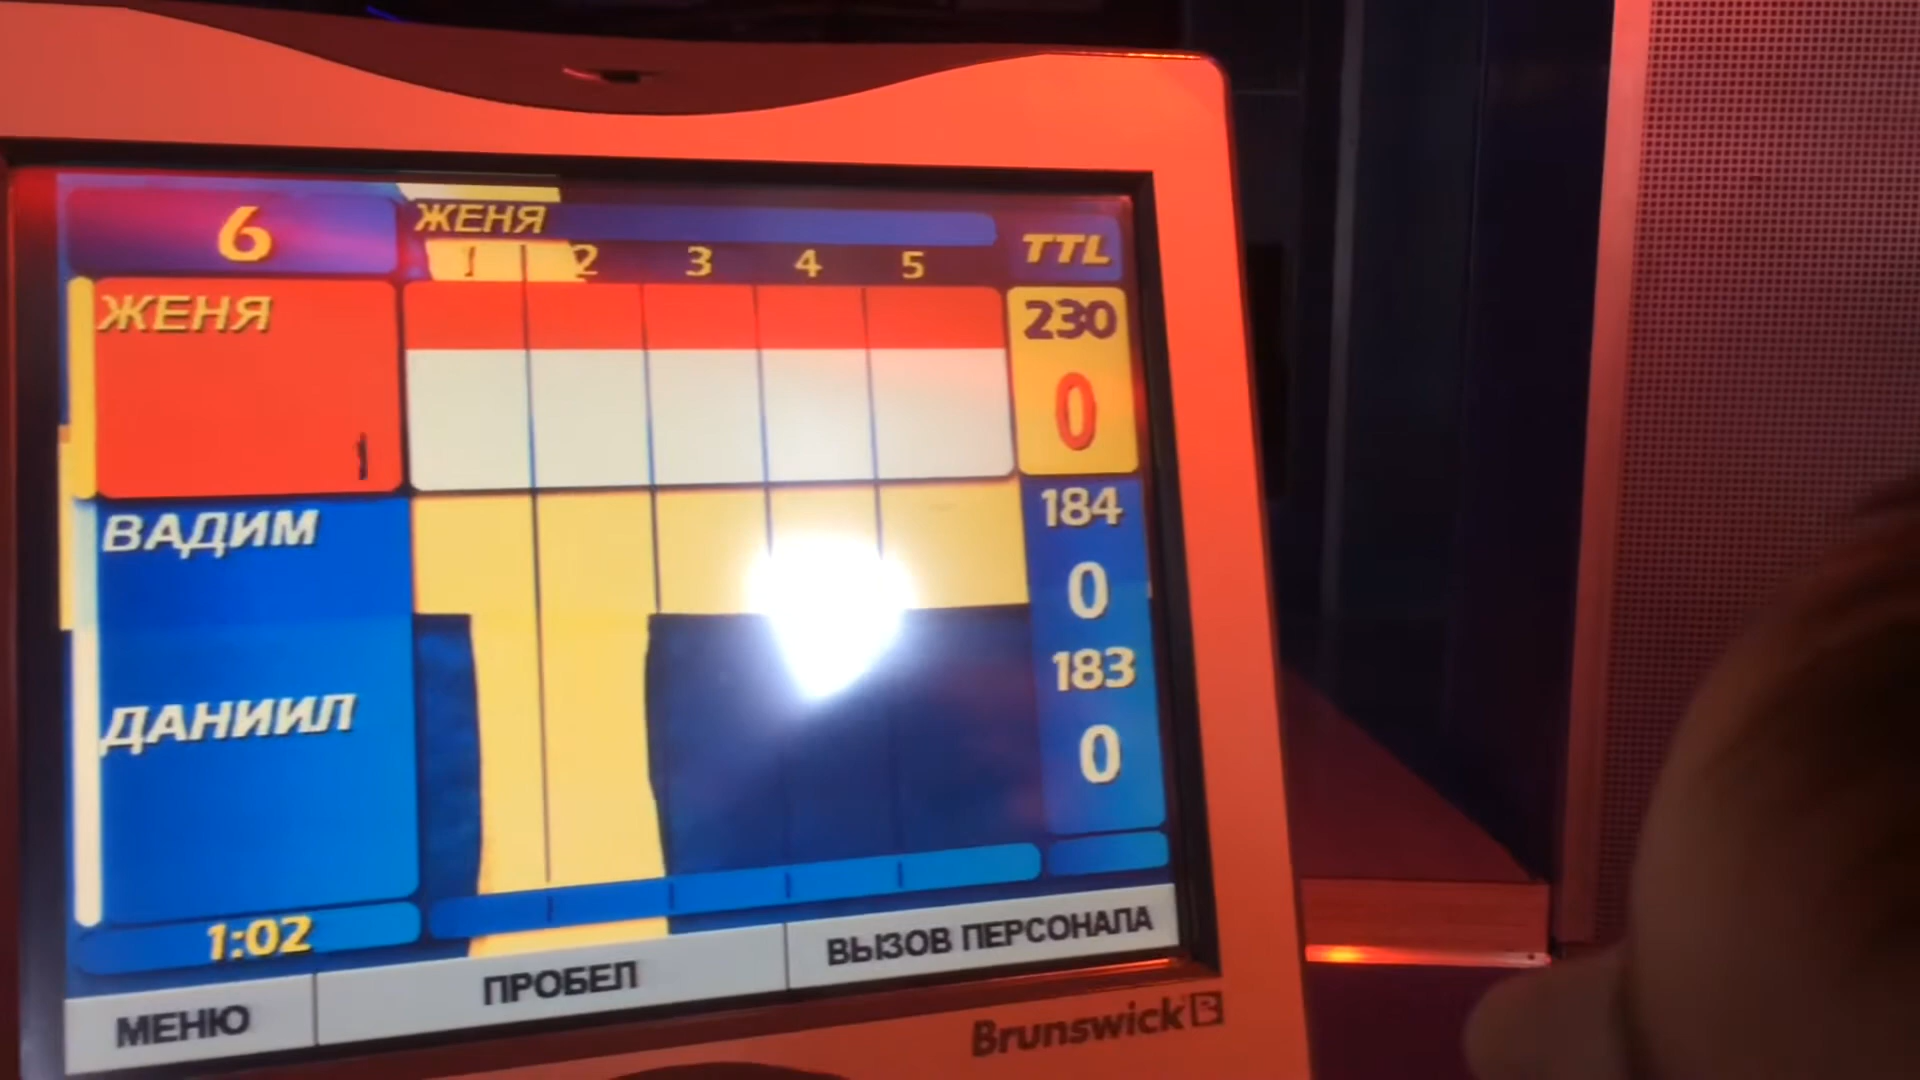 6
ЖЕНЯ
1 2 3 4 5
TTL
ЖЕНЯ
230
0
1
ВАДИМ
184
0
ДАНИИЛ
183
0
1:02
МЕНЮ
ПРОБЕЛ
ВЫЗОВ ПЕРСОНАЛА
Brunswick B